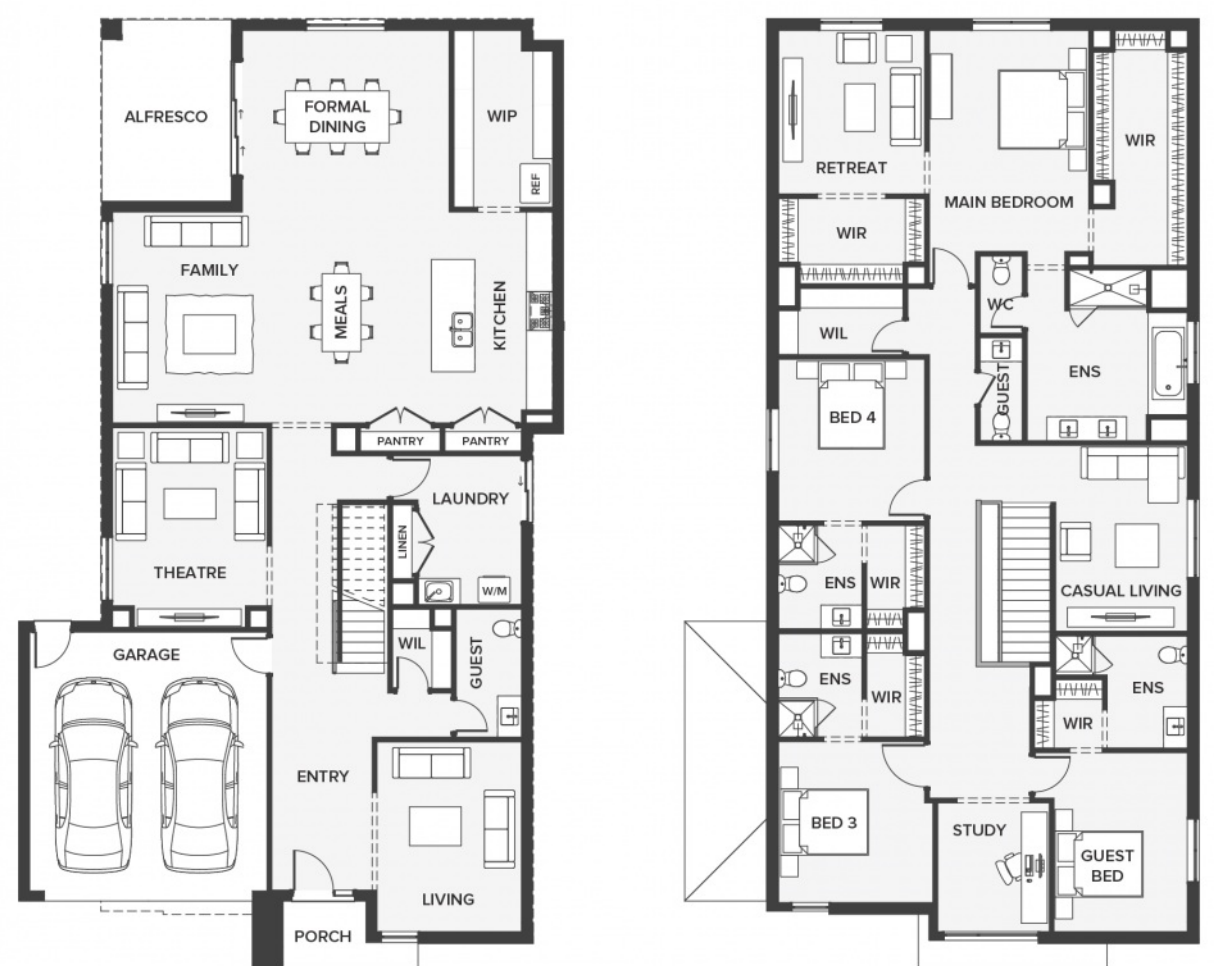 ALFRESCO
FORMAL
DINING
WIP
REF
FAMILY
MEALS
KITCHEN
PANTRY
PANTRY
LAUNDRY
LINEN
THEATRE
W/M
WIL
GUEST
GARAGE
ENTRY
LIVING
PORCH
RETREAT
MAIN BEDROOM
WIR
WIR
WC
WIL
GUEST
ENS
BED 4
ENS
WIR
CASUAL LIVING
ENS
WIR
ENS
WIR
BED 3
STUDY
GUEST
BED